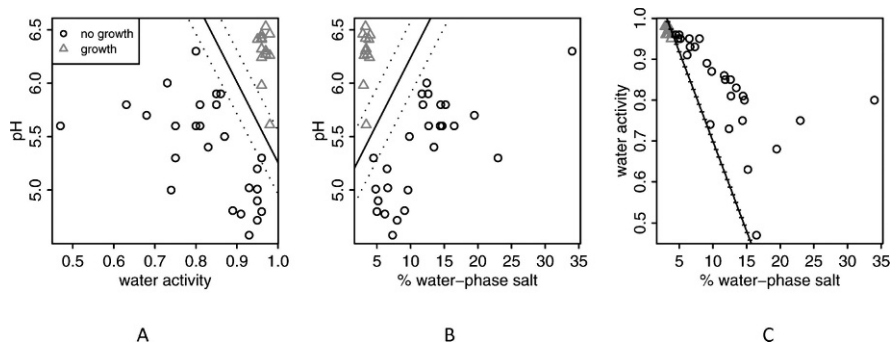 no growth
growth
pH
5.0 5.5 6.0 6.5
0.5 0.6 0.7 0.8 0.9 1.0
water activity
A
pH
5.0 5.5 6.0 6.5
5 10 15 20 25 30 35
% water−phase salt
B
water activity
0.5 0.6 0.7 0.8 0.9 1.0
5 10 15 20 25 30 35
% water−phase salt
C